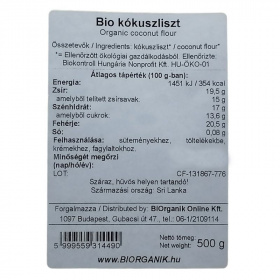 Bio kókuszliszt
Organic coconut flour
Összetevők / Ingredients: kókuszliszt* / coconut flour*
*= Ellenőrzött ökológiai gazdálkodásból. Ellenőrizte:
Biokontroll Hungária Nonprofit Kft. HU-ÖKO-01
Átlagos tápérték (100 g-ban):
Energia: 1451 kJ / 354 kcal
Zsír: 19,5 g
amelyből telített zsírsavak. 15 g
Szénhidrát: 17 g
amelyből cukrok: 13,6 g
Fehérje: 20,5 g
Só: 0,08 g
Felhasználása: süteményekhez, töltelékekbe,
krémekhez, fagylaltokhoz.
Minőségét megőrzi
(nap/hó/év):
LOT: CF-131867-776
Száraz, hűvös helyen tartandó!
Származási ország: Sri Lanka
Forgalmazza / Distributed by: BiOrganik Online Kft.
1097 Budapest, Gubacsi út 47., tel.: 06-1/2109114
5 999559 314490
Nettó tömeg:
Net weight: 500 g
WWW.BIORGANIK.HU